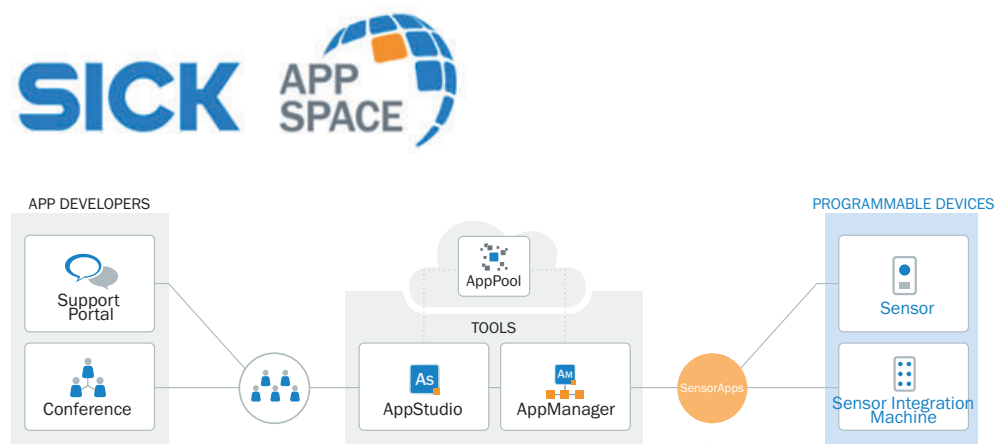 SICK
APP
SPACE
APP DEVELOPERS
PROGRAMMABLE DEVICES
Support
Portal
AppPool
Sensor
TOOLS
Conference
As
AppStudio
AM
AppManager
SensorApps
Sensor Integration
Machine